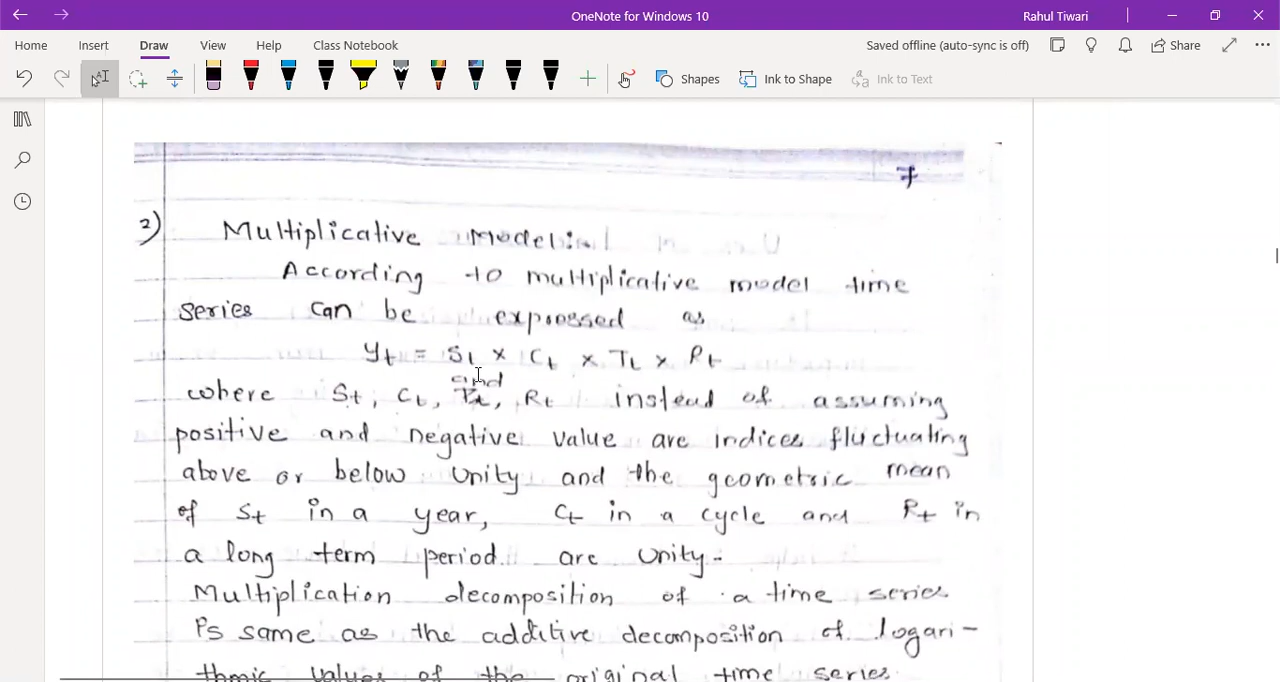 OneNote for Windows 10
Rahul Tiwari
Home Insert Draw View Help Class Notebook
Saved offline (auto-sync is off) Share
Shapes Ink to Shape Ink to Text
7
2) Multiplicative Model:
According to multiplicative model time
series can be expressed as
Yt = St × Ct × Tt × Rt
where St, Ct, and Rt instead of assuming
positive and negative value are indices fluctuating
above or below Unity and the geometric mean
of St in a year, Ct in a cycle and Rt in
a long term period are Unity.
Multiplication decomposition of a time series
Is same as the additive decomposition of logari-
thmic values of the original time series.